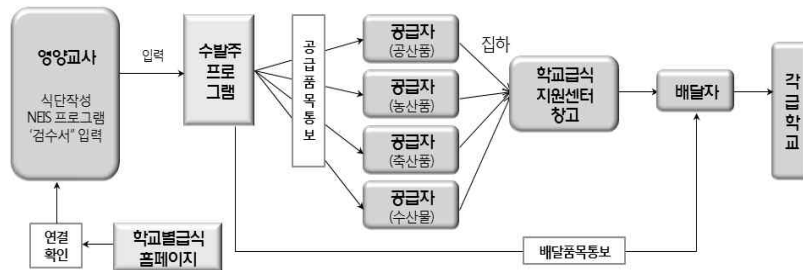 영양교사
식단작성
NEIS 프로그램
‘검수서" 입력
입력
수발주
프로
그램
공급품목통보
공급자
(공산품)
공급자
(농산품)
공급자
(축산품)
공급자
(수산물)
집하
학교급식
지원센터
창고
배달자
각급학교
연결
확인
학교별급식
홈페이지
배달품목통보